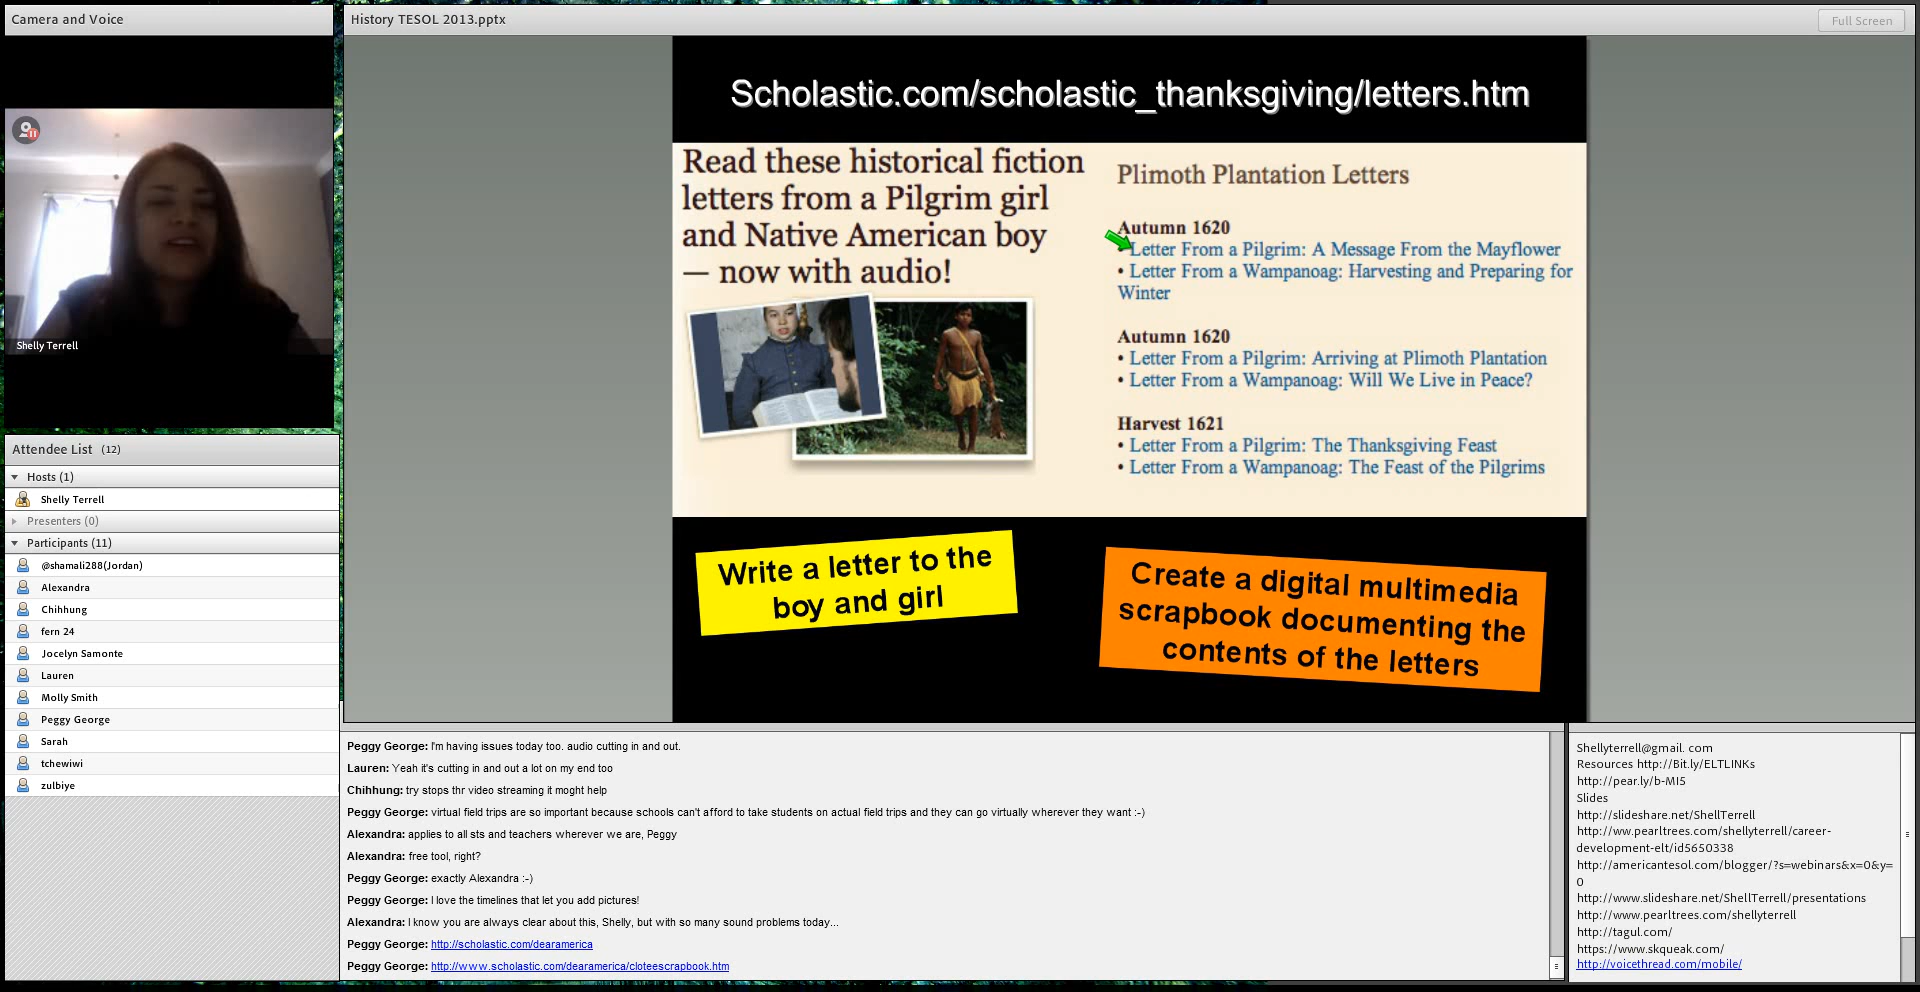 Camera and Voice
Shelly Terrell
Attendee List (12)
Hosts (1)
Shelly Terrell
Presenters (0)
Participants (11)
@shamali288(Jordan)
Alexandra
Chihhung
fern 24
Jocelyn Samonte
Lauren
Molly Smith
Peggy George
Sarah
tchewiwi
zulbiye
History TESOL 2013.pptx
Full Screen
Scholastic.com/scholastic_thanksgiving/letters.htm
Read these historical fiction
letters from a Pilgrim girl
and Native American boy
— now with audio!
Plimoth Plantation Letters
Autumn 1620
• Letter From a Pilgrim: A Message From the Mayflower
• Letter From a Wampanoag: Harvesting and Preparing for
Winter
Autumn 1620
• Letter From a Pilgrim: Arriving at Plimoth Plantation
• Letter From a Wampanoag: Will We Live in Peace?
Harvest 1621
• Letter From a Pilgrim: The Thanksgiving Feast
• Letter From a Wampanoag: The Feast of the Pilgrims
Write a letter to the
boy and girl
Create a digital multimedia
scrapbook documenting the
contents of the letters
Peggy George: I'm having issues today too. audio cutting in and out.
Lauren: Yeah it's cutting in and out a lot on my end too
Chihhung: try stops thr video streaming it moght help
Peggy George: virtual field trips are so important because schools can't afford to take students on actual field trips and they can go virtually wherever they want :-)
Alexandra: applies to all sts and teachers wherever we are, Peggy
Alexandra: free tool, right?
Peggy George: exactly Alexandra :-)
Peggy George: I love the timelines that let you add pictures!
Alexandra: I know you are always clear about this, Shelly, but with so many sound problems today...
Peggy George: http://scholastic.com/dearamerica
Peggy George: http://www.scholastic.com/dearamerica/cloteescrapbook.htm
Shellyterrell@gmail. com
Resources http://Bit.ly/ELTLINKs
http://pear.ly/b-MI5
Slides
http://slideshare.net/ShellTerrell
http://ww.pearltrees.com/shellyterrell/career-
development-elt/id5650338
http://americantesol.com/blogger/?s=webinars&x=0&y=
0
http://www.slideshare.net/ShellTerrell/presentations
http://www.pearltrees.com/shellyterrell
http://tagul.com/
https://www.skqueak.com/
http://voicethread.com/mobile/